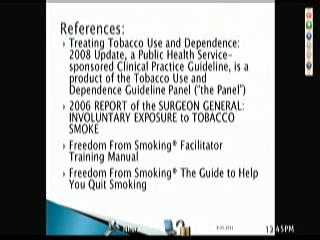 References:
Treating Tobacco Use and Dependence:
2008 Update, a Public Health Service-
sponsored Clinical Practice Guideline, is a
product of the Tobacco Use and
Dependence Guideline Panel ("the Panel")
2006 REPORT of the SURGEON GENERAL:
INVOLUNTARY EXPOSURE to TOBACCO
SMOKE
Freedom From Smoking® Facilitator
Training Manual
Freedom From Smoking® The Guide to Help
You Quit Smoking